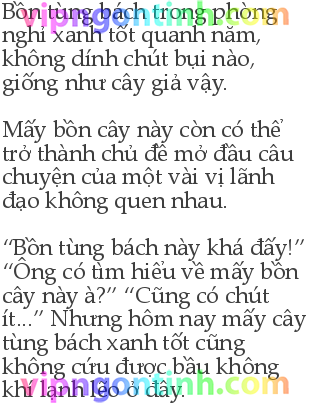 Bồn tùng bách trong phòng
nghỉ xanh tốt quanh năm,
không dính chút bụi nào,
giống như cây giả vậy.
Mấy bồn cây này còn có thể
trở thành chủ đề mở đầu câu
chuyện của một vài vị lãnh
đạo không quen nhau.
“Bồn tùng bách này khá đấy!”
“Ông có tìm hiểu về mấy bồn
cây này à?” “Cũng có chút
ít...” Nhưng hôm nay mấy cây
tùng bách xanh tốt cũng
không cứu được bầu không
khí lạnh lẽo ở đây.
vipngontinh.com
vipngontinh.com